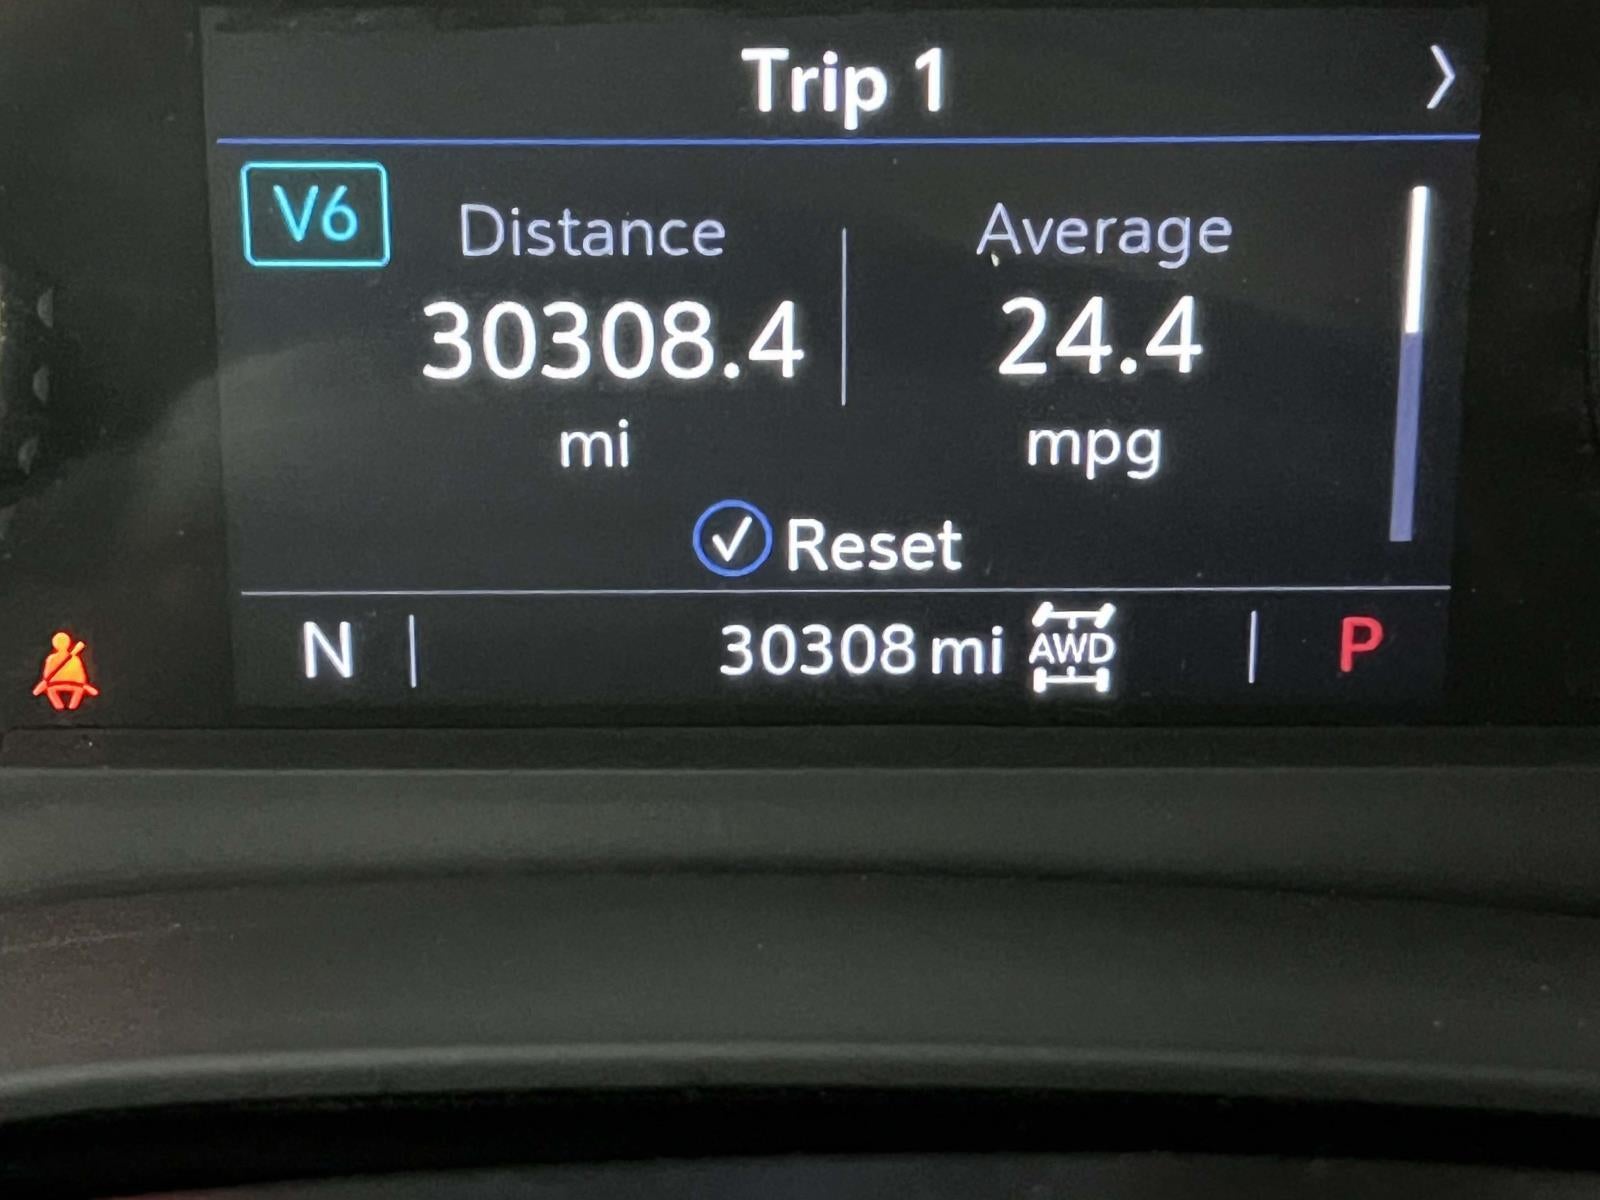 Trip 1
V6 Distance Average
30308.4 24.4
mi mpg
Reset
N 30308 mi AWD P